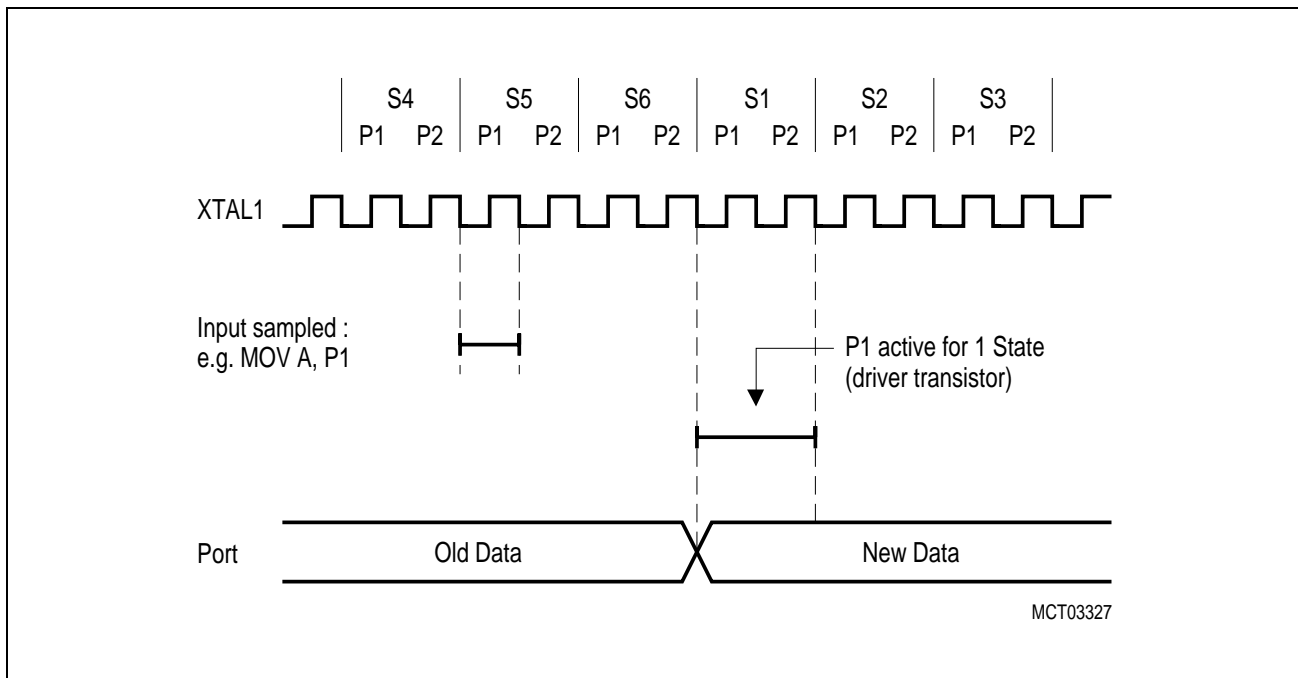 S4 S5 S6 S1 S2 S3
P1 P2 P1 P2 P1 P2 P1 P2 P1 P2 P1 P2
XTAL1
Input sampled :
e.g. MOV A, P1
P1 active for 1 State
(driver transistor)
Port Old Data New Data
MCT03327